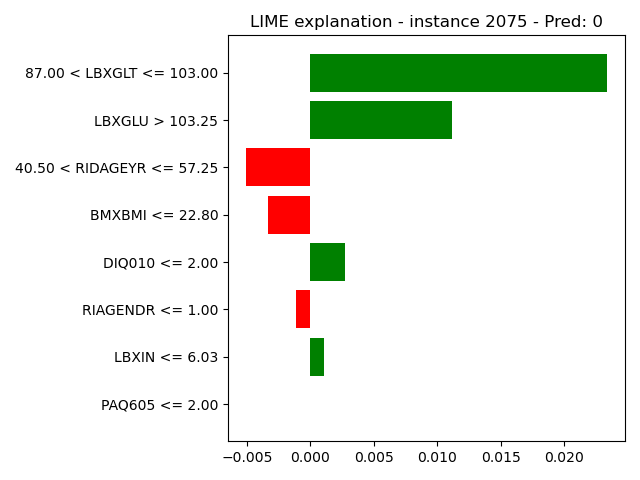 LIME explanation - instance 2075 - Pred: 0
87.00 < LBXGLT <= 103.00
LBXGLU > 103.25
40.50 < RIDAGEYR <= 57.25
BMXBMI <= 22.80
DIQ010 <= 2.00
RIAGENDR <= 1.00
LBXIN <= 6.03
PAQ605 <= 2.00
−0.005 0.000 0.005 0.010 0.015 0.020